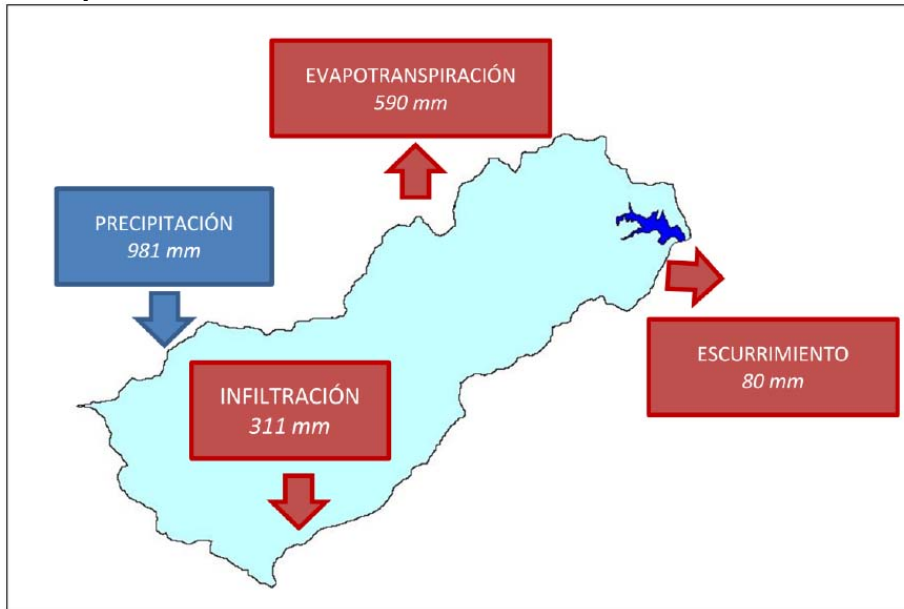 EVAPOTRANSPIRACIÓN
590 mm
PRECIPITACIÓN
981 mm
ESCURRIMIENTO
80 mm
INFILTRACIÓN
311 mm